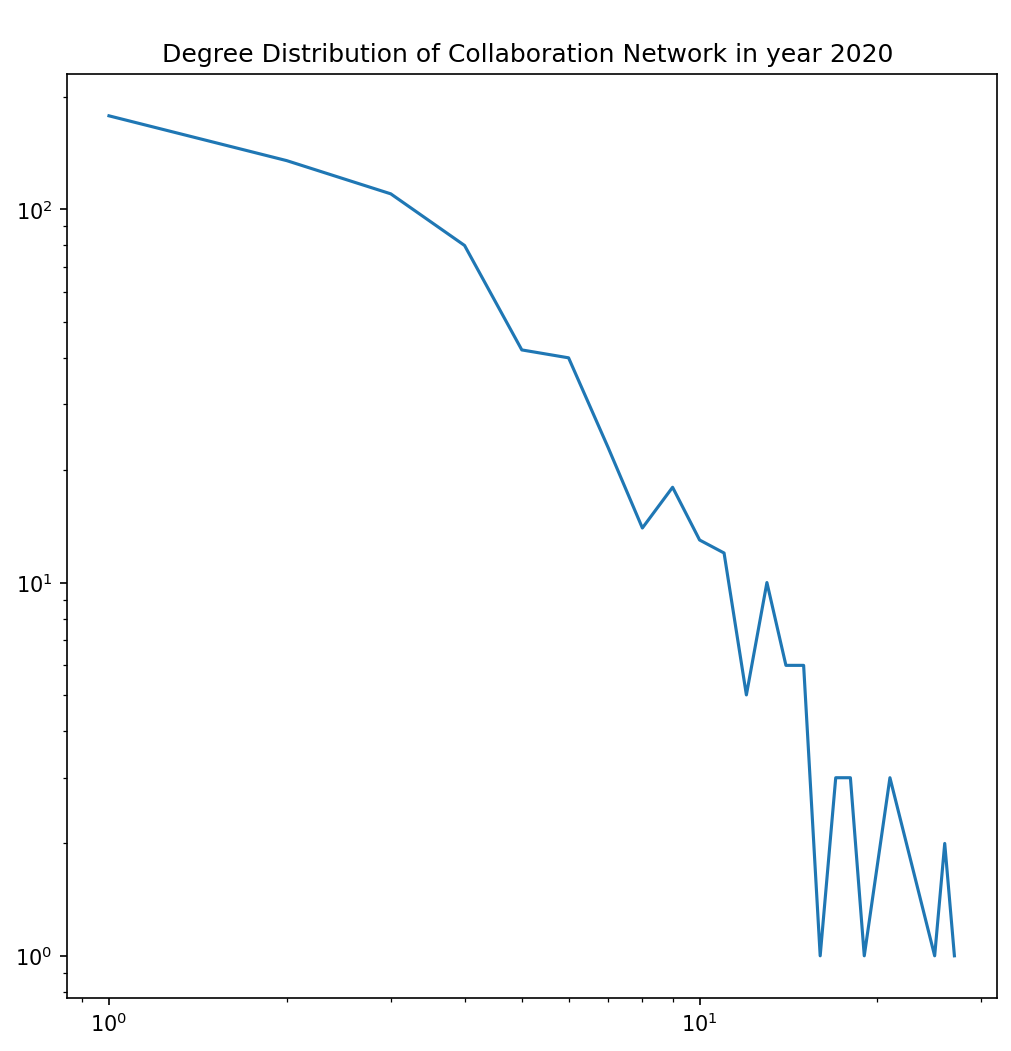 Degree Distribution of Collaboration Network in year 2020
10²
10¹
10⁰
10⁰ 10¹